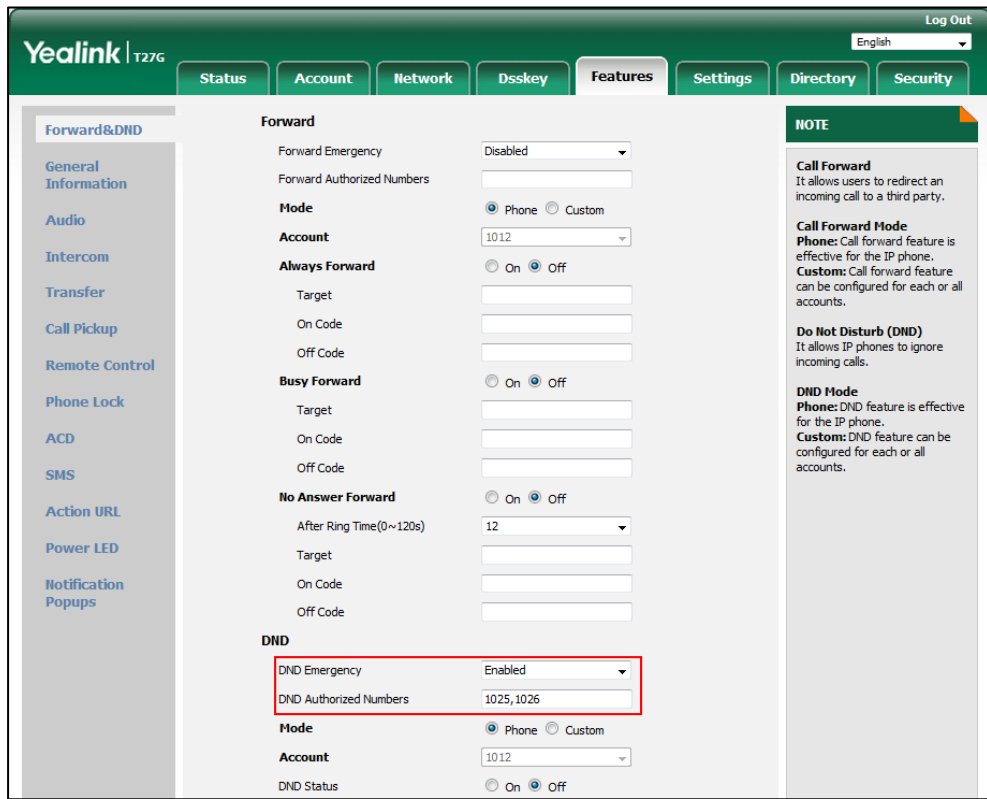 Log Out
Yealink T27G
English
Status Account Network Dsskey Features Settings Directory Security
Forward&DND
General
Information
Audio
Intercom
Transfer
Call Pickup
Remote Control
Phone Lock
ACD
SMS
Action URL
Power LED
Notification
Popups
Forward
Forward Emergency Disabled
Forward Authorized Numbers
Mode Phone Custom
Account 1012
Always Forward On Off
Target
On Code
Off Code
Busy Forward On Off
Target
On Code
Off Code
No Answer Forward On Off
After Ring Time(0~120s) 12
Target
On Code
Off Code
DND
DND Emergency Enabled
DND Authorized Numbers 1025,1026
Mode Phone Custom
Account 1012
DND Status On Off
NOTE
Call Forward
It allows users to redirect an
incoming call to a third party.
Call Forward Mode
Phone: Call forward feature is
effective for the IP phone.
Custom: Call forward feature
can be configured for each or all
accounts.
Do Not Disturb (DND)
It allows IP phones to ignore
incoming calls.
DND Mode
Phone: DND feature is effective
for the IP phone.
Custom: DND feature can be
configured for each or all
accounts.